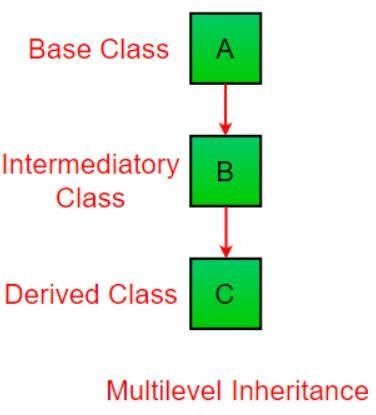 Base Class
A
Intermediatory
Class
B
Derived Class
C
Multilevel Inheritance